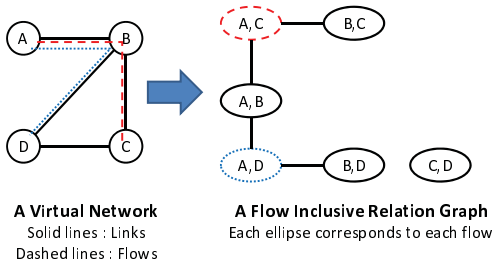 A
B
D
C
A Virtual Network
Solid lines : Links
Dashed lines : Flows
A, C
B, C
A, B
A, D
B, D
C, D
A Flow Inclusive Relation Graph
Each ellipse corresponds to each flow